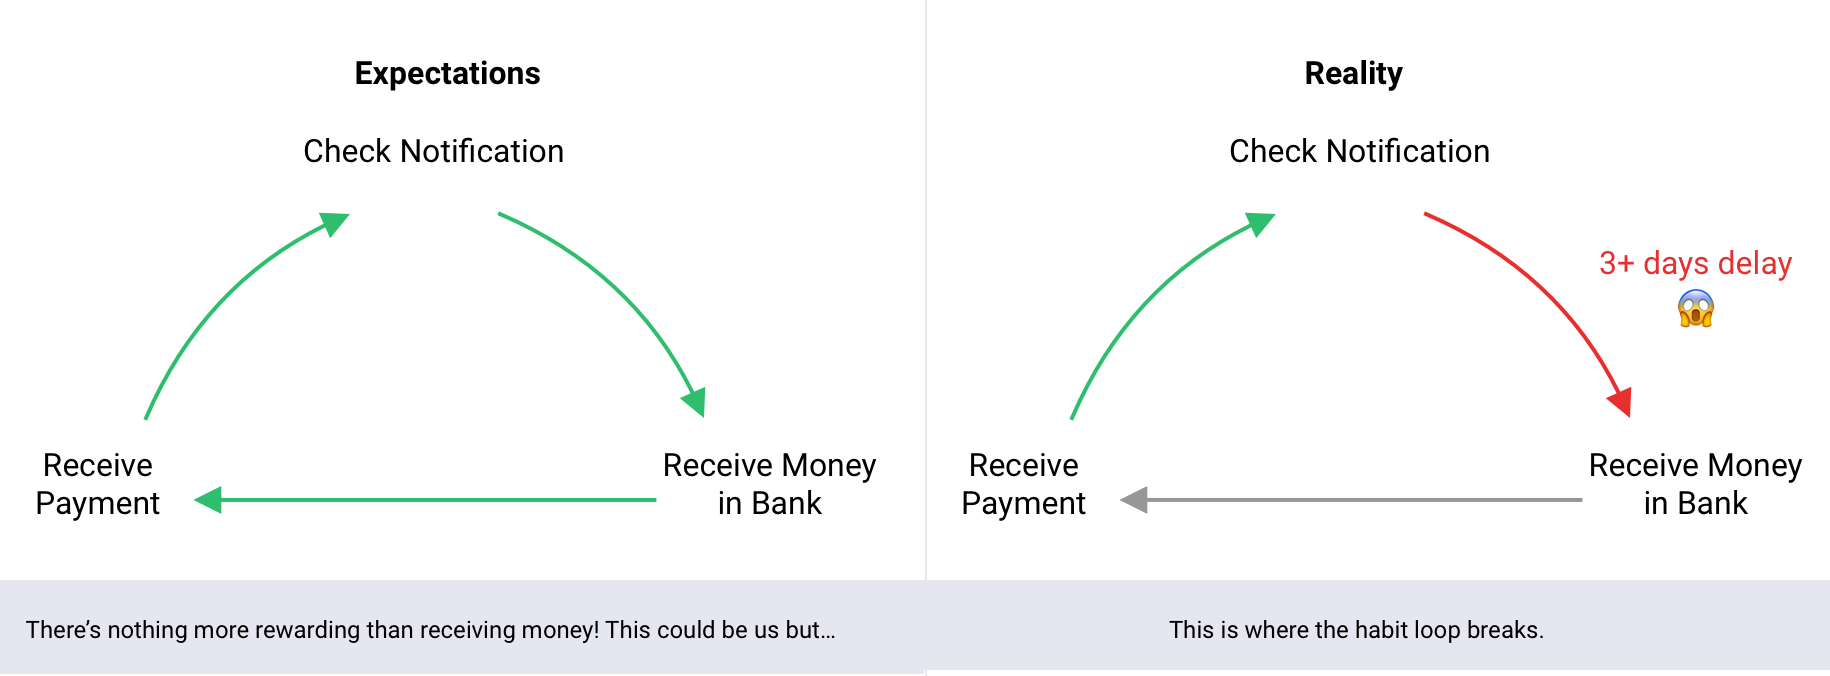 Expectations
Check Notification
Receive
Payment
Receive Money
in Bank
There’s nothing more rewarding than receiving money! This could be us but...
Reality
Check Notification
3+ days delay
Receive
Payment
Receive Money
in Bank
This is where the habit loop breaks.